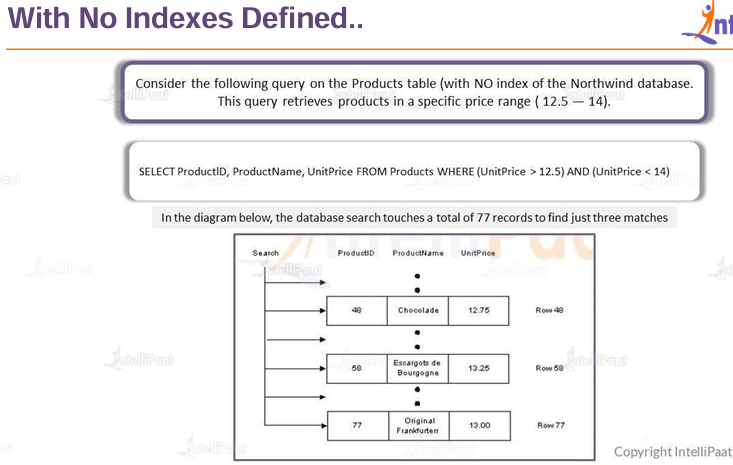 With No Indexes Defined..
Consider the following query on the Products table (with NO index of the Northwind database.
This query retrieves products in a specific price range ( 12.5 — 14).
SELECT ProductID, ProductName, UnitPrice FROM Products WHERE (UnitPrice > 12.5) AND (UnitPrice < 14)
In the diagram below, the database search touches a total of 77 records to find just three matches
Search ProductID ProductName UnitPrice
48 Chocolade 12.75 Row 48
58 Escargots de Bourgogne 13.25 Row 58
77 Original Frankfurterr 13.00 Row 77
Copyright IntelliPaat